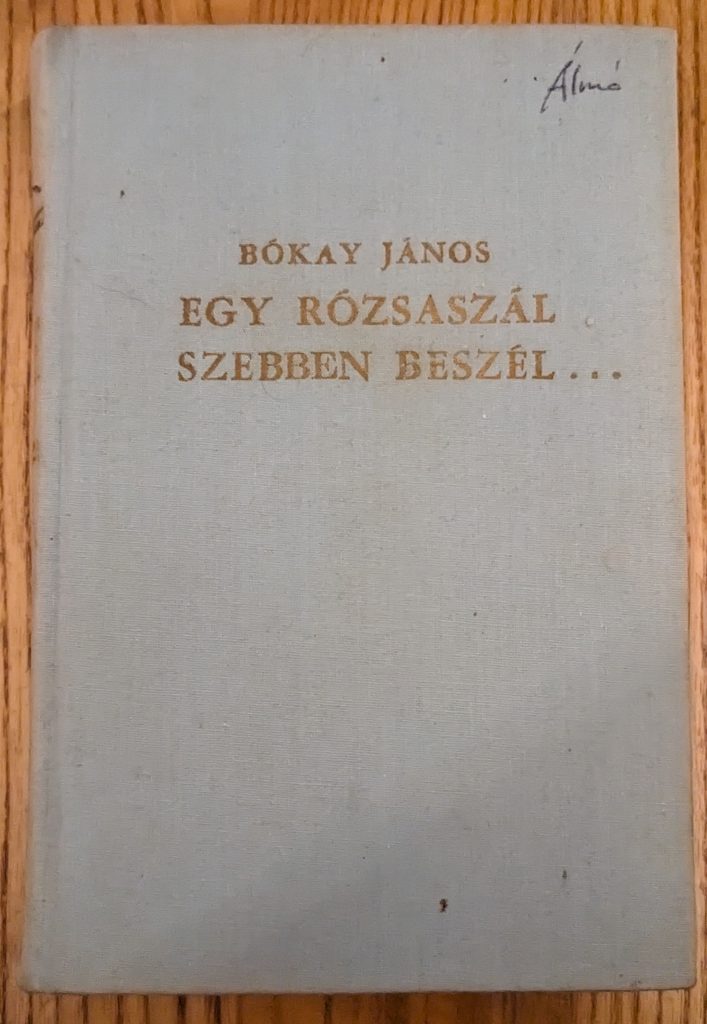 Álmó
BÓKAY JÁNOS
EGY RÓZSASZÁL
SZEBBEN BESZÉL...